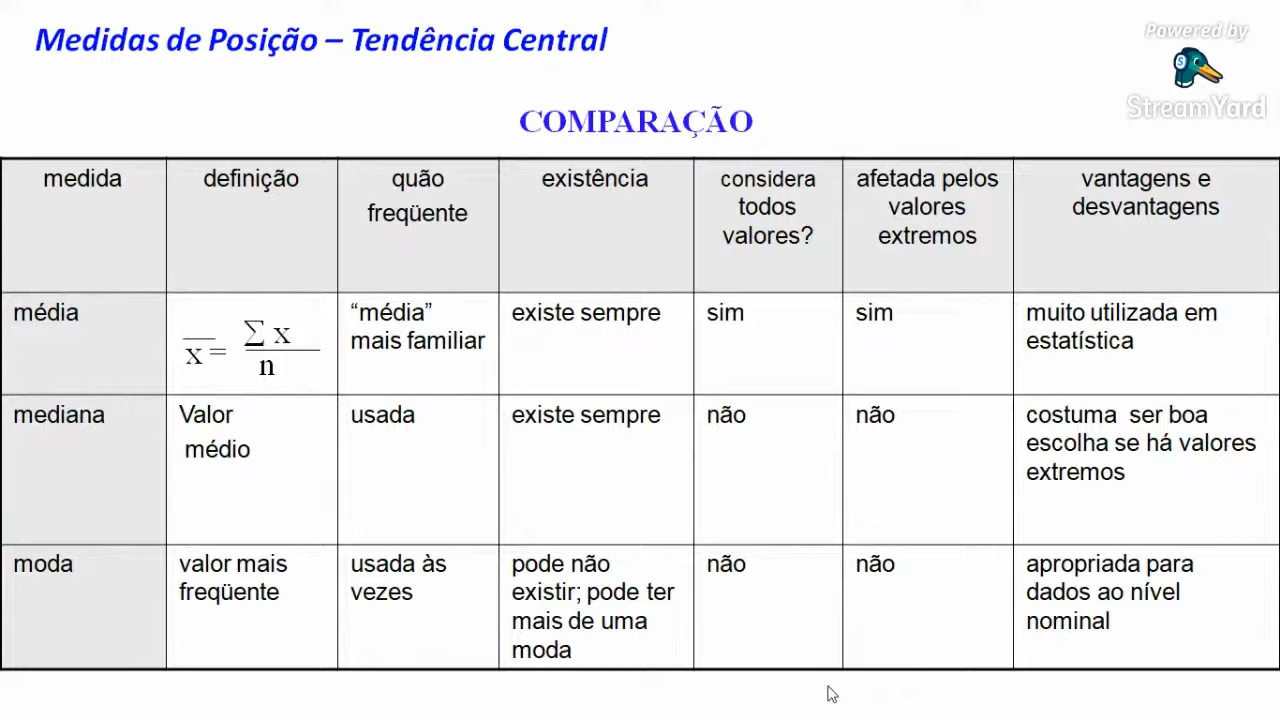 Medidas de Posição – Tendência Central
Powered by
StreamYard
COMPARAÇÃO
medida
definição
quão
freqüente
existência
considera
todos
valores?
afetada pelos
valores
extremos
vantagens e
desvantagens
média
x = ∑ x
n
“média”
mais familiar
existe sempre
sim
sim
muito utilizada em
estatística
mediana
Valor
médio
usada
existe sempre
não
não
costuma ser boa
escolha se há valores
extremos
moda
valor mais
freqüente
usada às
vezes
pode não
existir; pode ter
mais de uma
moda
não
não
apropriada para
dados ao nível
nominal